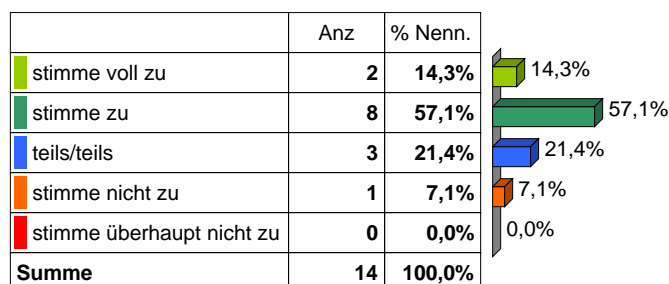 Anz % Nenn.
stimme voll zu 2 14,3% 14,3%
stimme zu 8 57,1% 57,1%
teils/teils 3 21,4% 21,4%
stimme nicht zu 1 7,1% 7,1%
stimme überhaupt nicht zu 0 0,0% 0,0%
Summe 14 100,0%